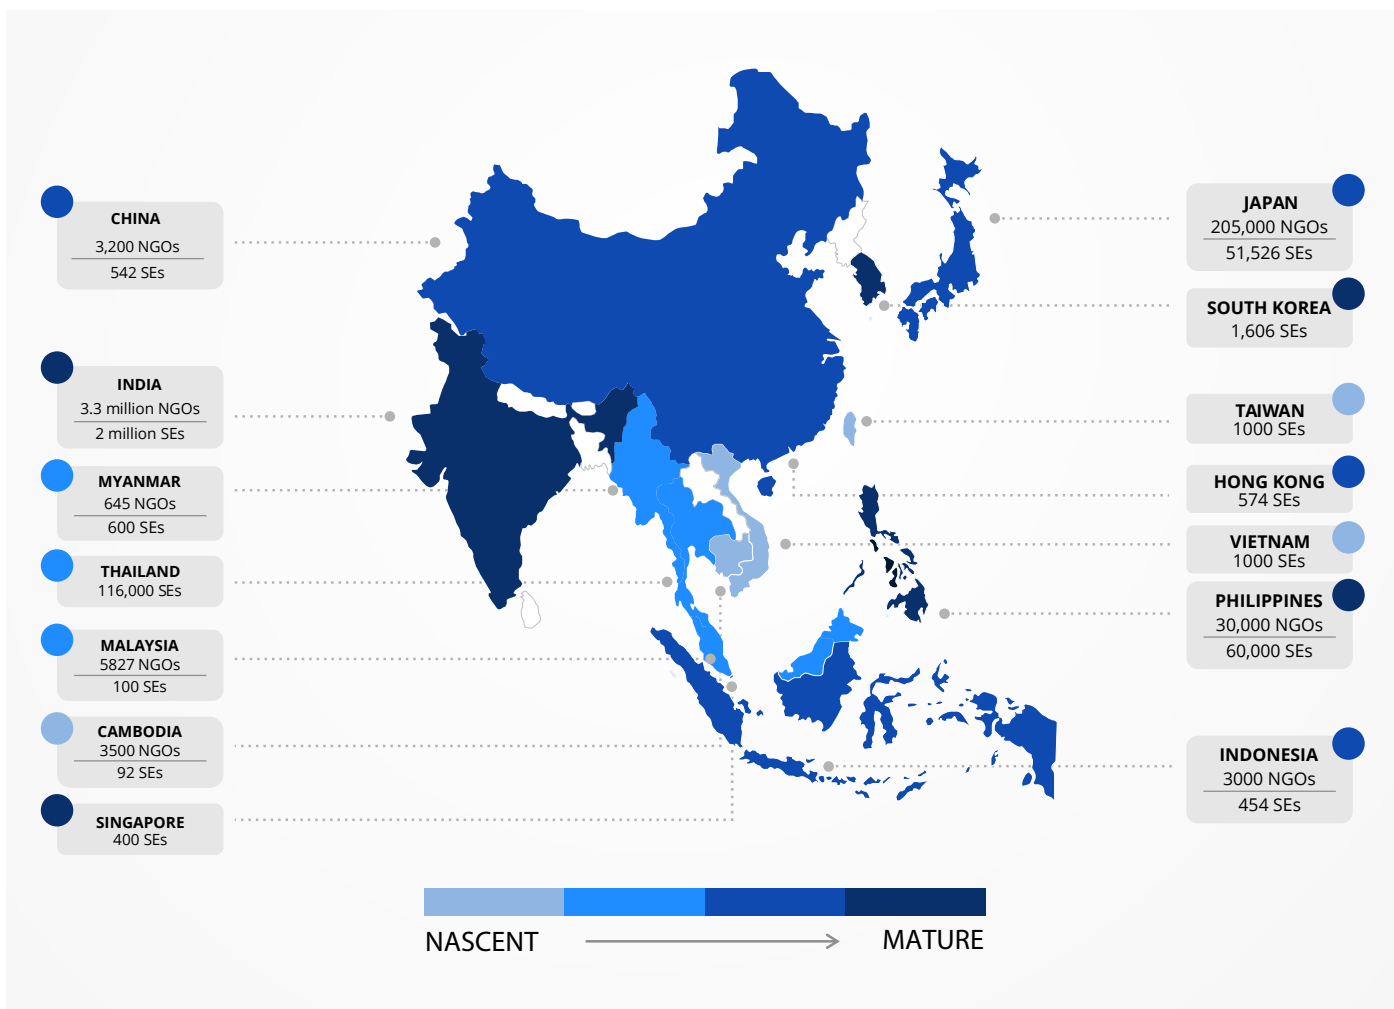 CHINA
3,200 NGOs
542 SEs
INDIA
3.3 million NGOs
2 million SEs
MYANMAR
645 NGOs
600 SEs
THAILAND
116,000 SEs
MALAYSIA
5827 NGOs
100 SEs
CAMBODIA
3500 NGOs
92 SEs
SINGAPORE
400 SEs
JAPAN
205,000 NGOs
51,526 SEs
SOUTH KOREA
1,606 SEs
TAIWAN
1000 SEs
HONG KONG
574 SEs
VIETNAM
1000 SEs
PHILIPPINES
30,000 NGOs
60,000 SEs
INDONESIA
3000 NGOs
454 SEs
NASCENT
MATURE